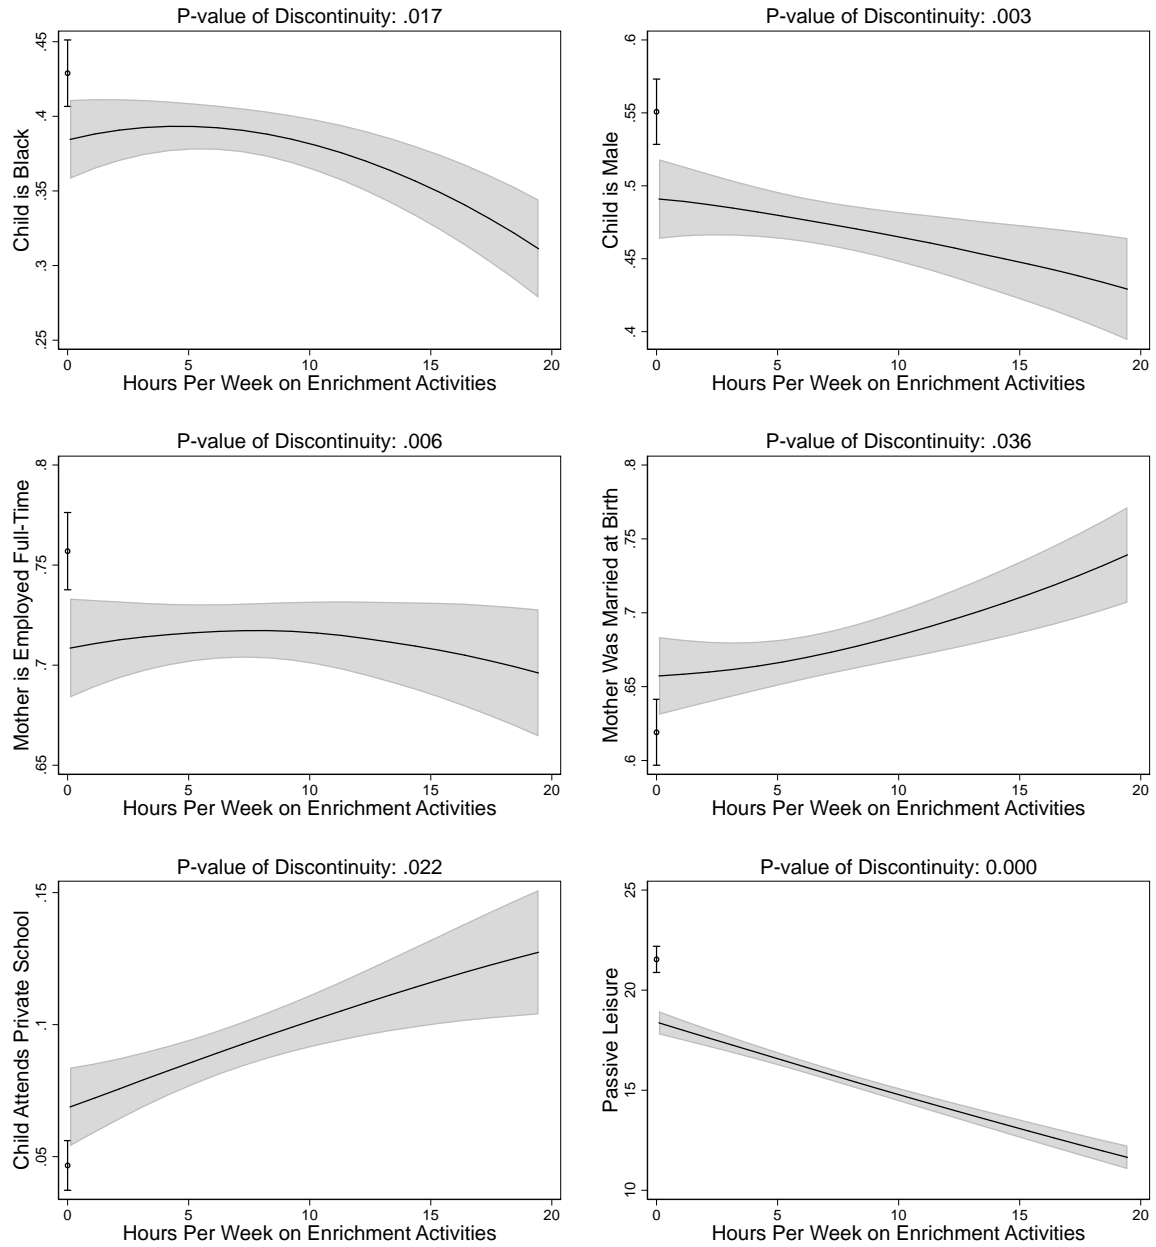 P-value of Discontinuity: .017
Child is Black
.45
.4
.35
.3
.25
0 5 10 15 20
Hours Per Week on Enrichment Activities
P-value of Discontinuity: .003
Child is Male
.6
.55
.5
.45
.4
0 5 10 15 20
Hours Per Week on Enrichment Activities
P-value of Discontinuity: .006
Mother is Employed Full-Time
.8
.75
.7
.65
0 5 10 15 20
Hours Per Week on Enrichment Activities
P-value of Discontinuity: .036
Mother Was Married at Birth
.8
.75
.7
.65
.6
0 5 10 15 20
Hours Per Week on Enrichment Activities
P-value of Discontinuity: .022
Child Attends Private School
.15
.1
.05
0 5 10 15 20
Hours Per Week on Enrichment Activities
P-value of Discontinuity: 0.000
Passive Leisure
25
20
15
10
0 5 10 15 20
Hours Per Week on Enrichment Activities